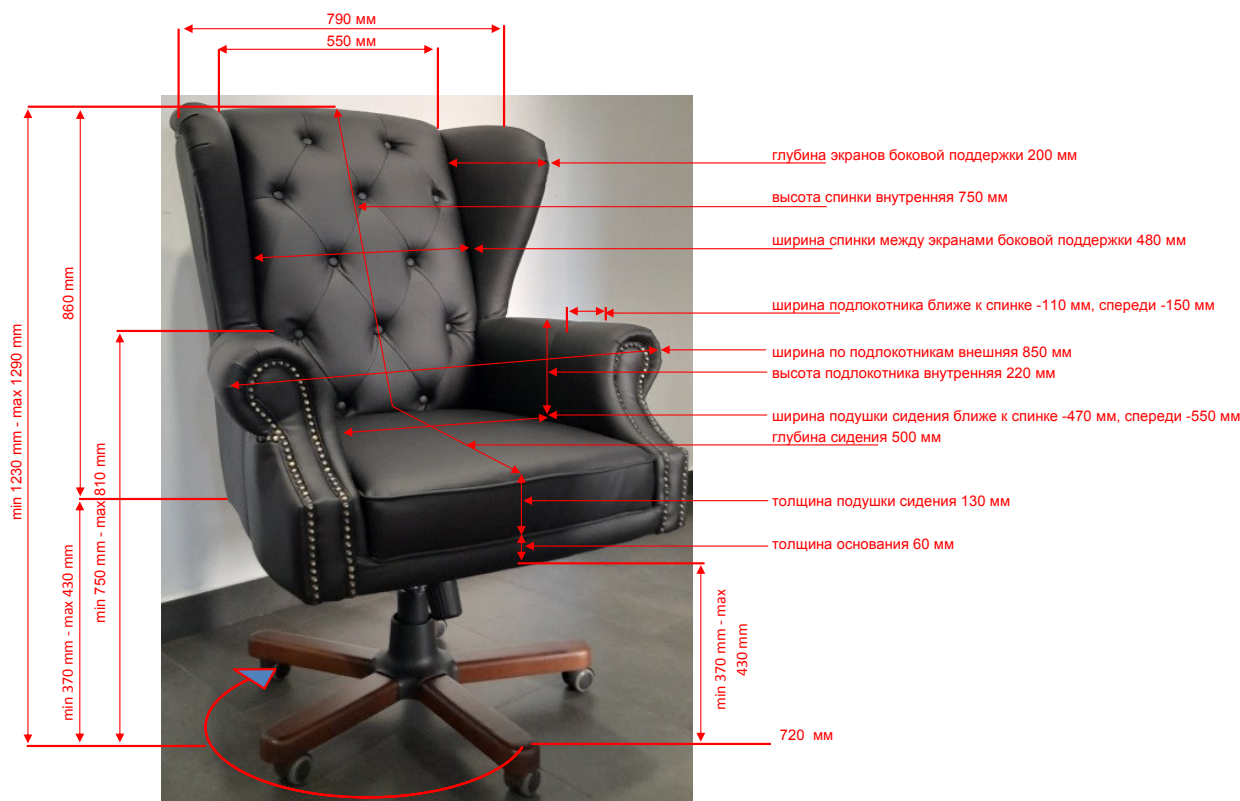 790 мм
550 мм
глубина экранов боковой поддержки 200 мм
высота спинки внутренняя 750 мм
ширина спинки между экранами боковой поддержки 480 мм
ширина подлокотника ближе к спинке -110 мм, спереди -150 мм
ширина по подлокотникам внешняя 850 мм
высота подлокотника внутренняя 220 мм
ширина подушки сидения ближе к спинке -470 мм, спереди -550 мм
глубина сидения 500 мм
толщина подушки сидения 130 мм
толщина основания 60 мм
min 1230 mm - max 1290 mm
860 mm
min 370 mm - max 430 mm
min 750 mm - max810 mm
min 370 mm - max
430 mm
720 мм